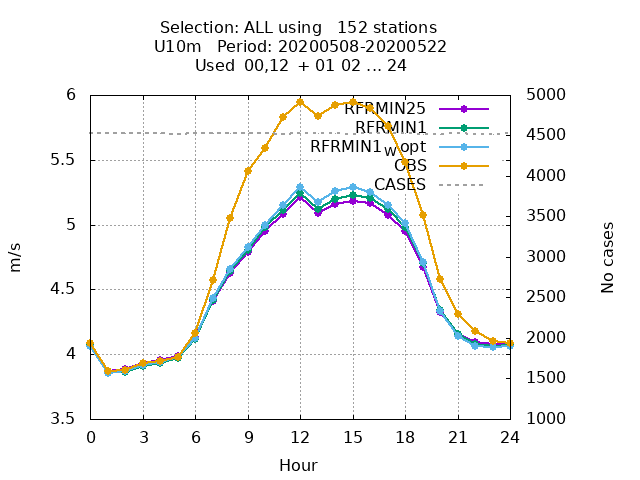 Selection: ALL using   152 stations
U10m   Period: 20200508-20200522
Used  00,12  + 01 02 ... 24
6
5.5
5
4.5
4
3.5
m/s
5000
4500
4000
3500
3000
2500
2000
1500
1000
No cases
RFRMIN25
RFRMIN1
RFRMIN1wopt
OBS
CASES
0 3 6 9 12 15 18 21 24
Hour